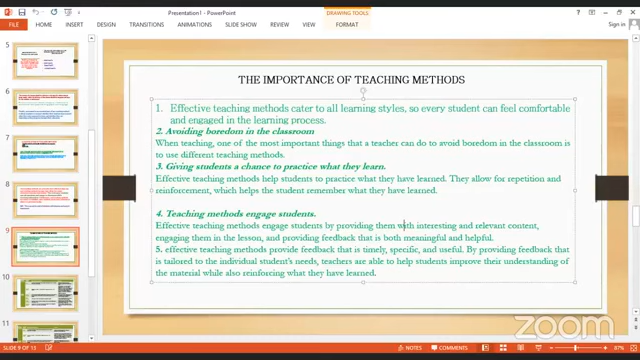 Presentation1 - PowerPoint
DRAWING TOOLS
FILE HOME INSERT DESIGN TRANSITIONS ANIMATIONS SLIDE SHOW REVIEW VIEW FORMAT
Sign in
THE IMPORTANCE OF TEACHING METHODS
1. Effective teaching methods cater to all learning styles, so every student can feel comfortable
and engaged in the learning process.
2. Avoiding boredom in the classroom
When teaching, one of the most important things that a teacher can do to avoid boredom in the classroom is
to use different teaching methods.
3. Giving students a chance to practice what they learn.
Effective teaching methods help students to practice what they have learned. They allow for repetition and
reinforcement, which helps the student remember what they have learned.
4. Teaching methods engage students.
Effective teaching methods engage students by providing them with interesting and relevant content,
engaging them in the lesson, and providing feedback that is both meaningful and helpful.
5. effective teaching methods provide feedback that is timely, specific, and useful. By providing feedback that
is tailored to the individual student's needs, teachers are able to help students improve their understanding of
the material while also reinforcing what they have learned.
5
6
7
8
9
10
11
zoom
SLIDE 9 OF 13
NOTES
COMMENTS
87%